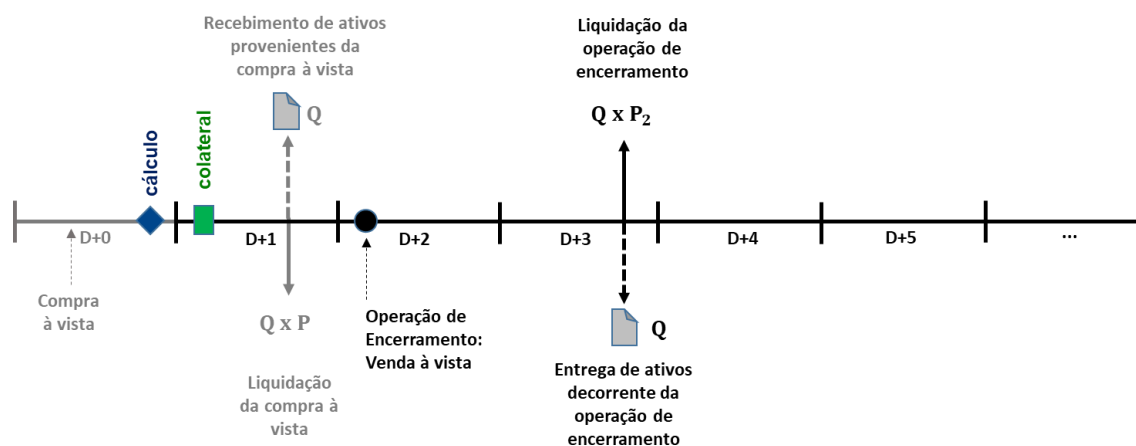 Recebimento de ativos
provenientes da
compra à vista
Q
Liquidação da
operação de
encerramento
Q x P₂
cálculo
colateral
D+0
D+1
D+2
D+3
D+4
D+5
...
Compra
à vista
Q x P
Liquidação
da compra à
vista
Operação de
Encerramento:
Venda à vista
Q
Entrega de ativos
decorrente da
operação de
encerramento